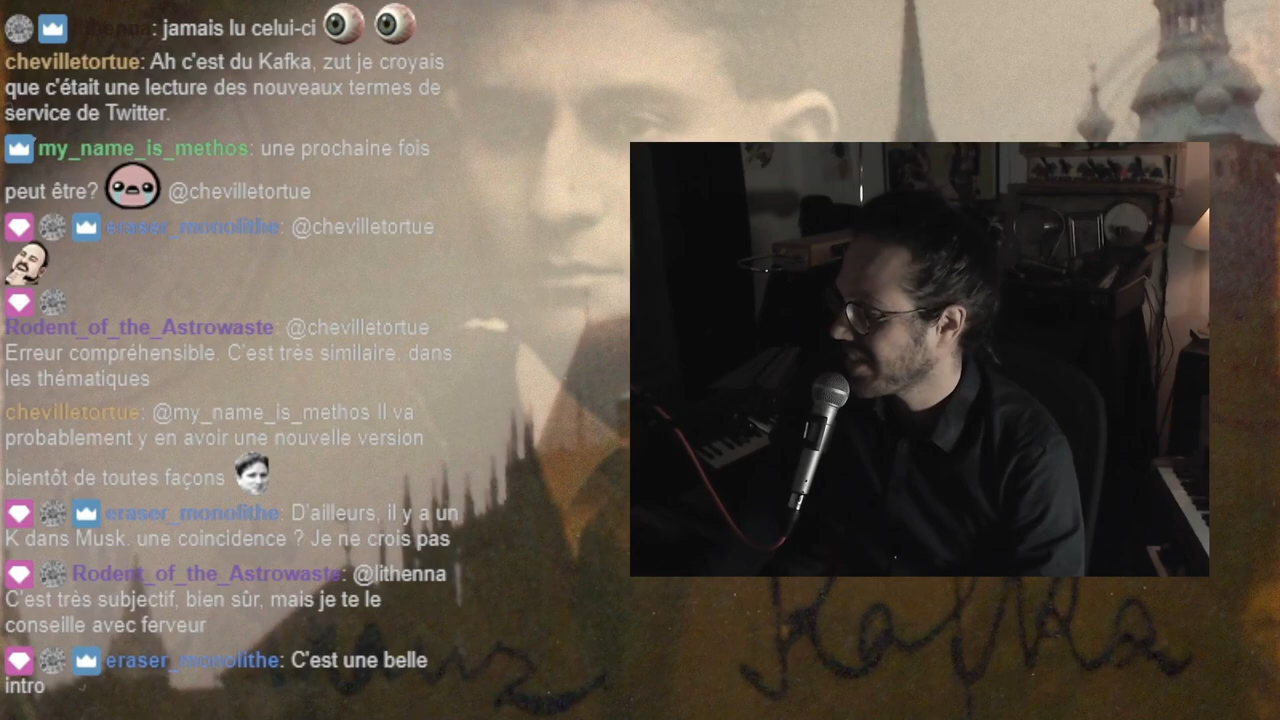 lithenna: jamais lu celui-ci
chevilletortue: Ah c'est du Kafka, zut je croyais
que c'était une lecture des nouveaux termes de
service de Twitter.
my_name_is_methos: une prochaine fois
peut être? @chevilletortue
eraser_monolithe: @chevilletortue
Rodent_of_the_Astrowaste: @chevilletortue
Erreur compréhensible. C'est très similaire. dans
les thématiques
chevilletortue: @my_name_is_methos Il va
probablement y en avoir une nouvelle version
bientôt de toutes façons
eraser_monolithe: D'ailleurs, il y a un
K dans Musk. une coincidence ? Je ne crois pas
Rodent_of_the_Astrowaste: @lithenna
C'est très subjectif, bien sûr, mais je te le
conseille avec ferveur
eraser_monolithe: C'est une belle
intro
Franz Kafka